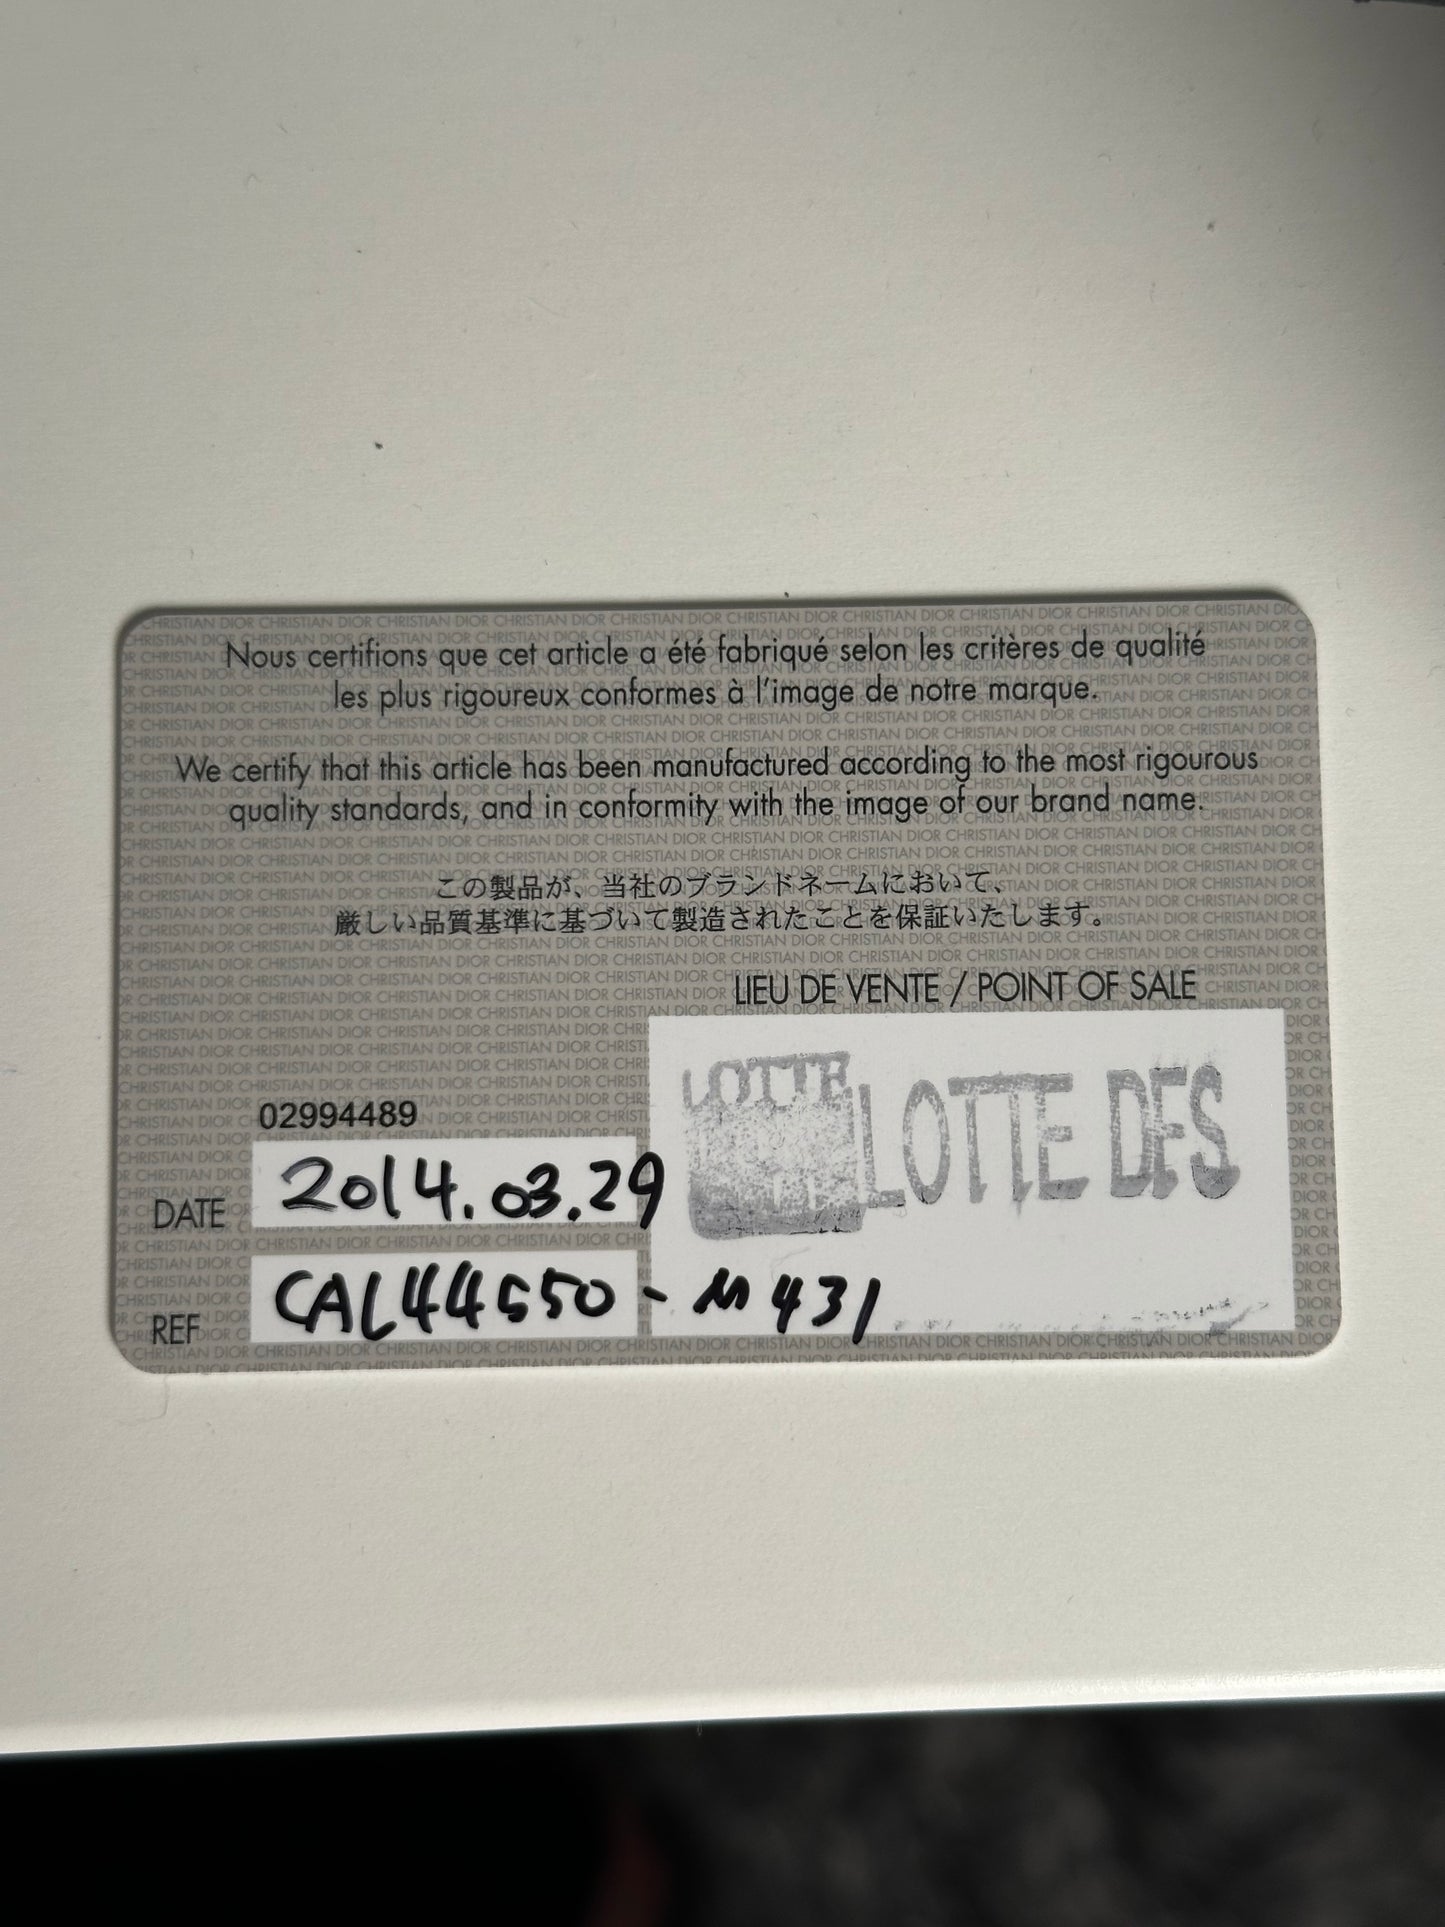 Nous certifions que cet article a été fabriqué selon les critères de qualité
les plus rigoureux conformes à l'image de notre marque.
We certify that this article has been manufactured according to the most rigourous
quality standards, and in conformity with the image of our brand name.
この製品が、当社のブランドネームにおいて、
厳しい品質基準に基づいて製造されたことを保証いたします。
LIEU DE VENTE / POINT OF SALE
LOTTE
LOTTE DFS
02994489
DATE 2014.03.29
REF CAL44550-M431